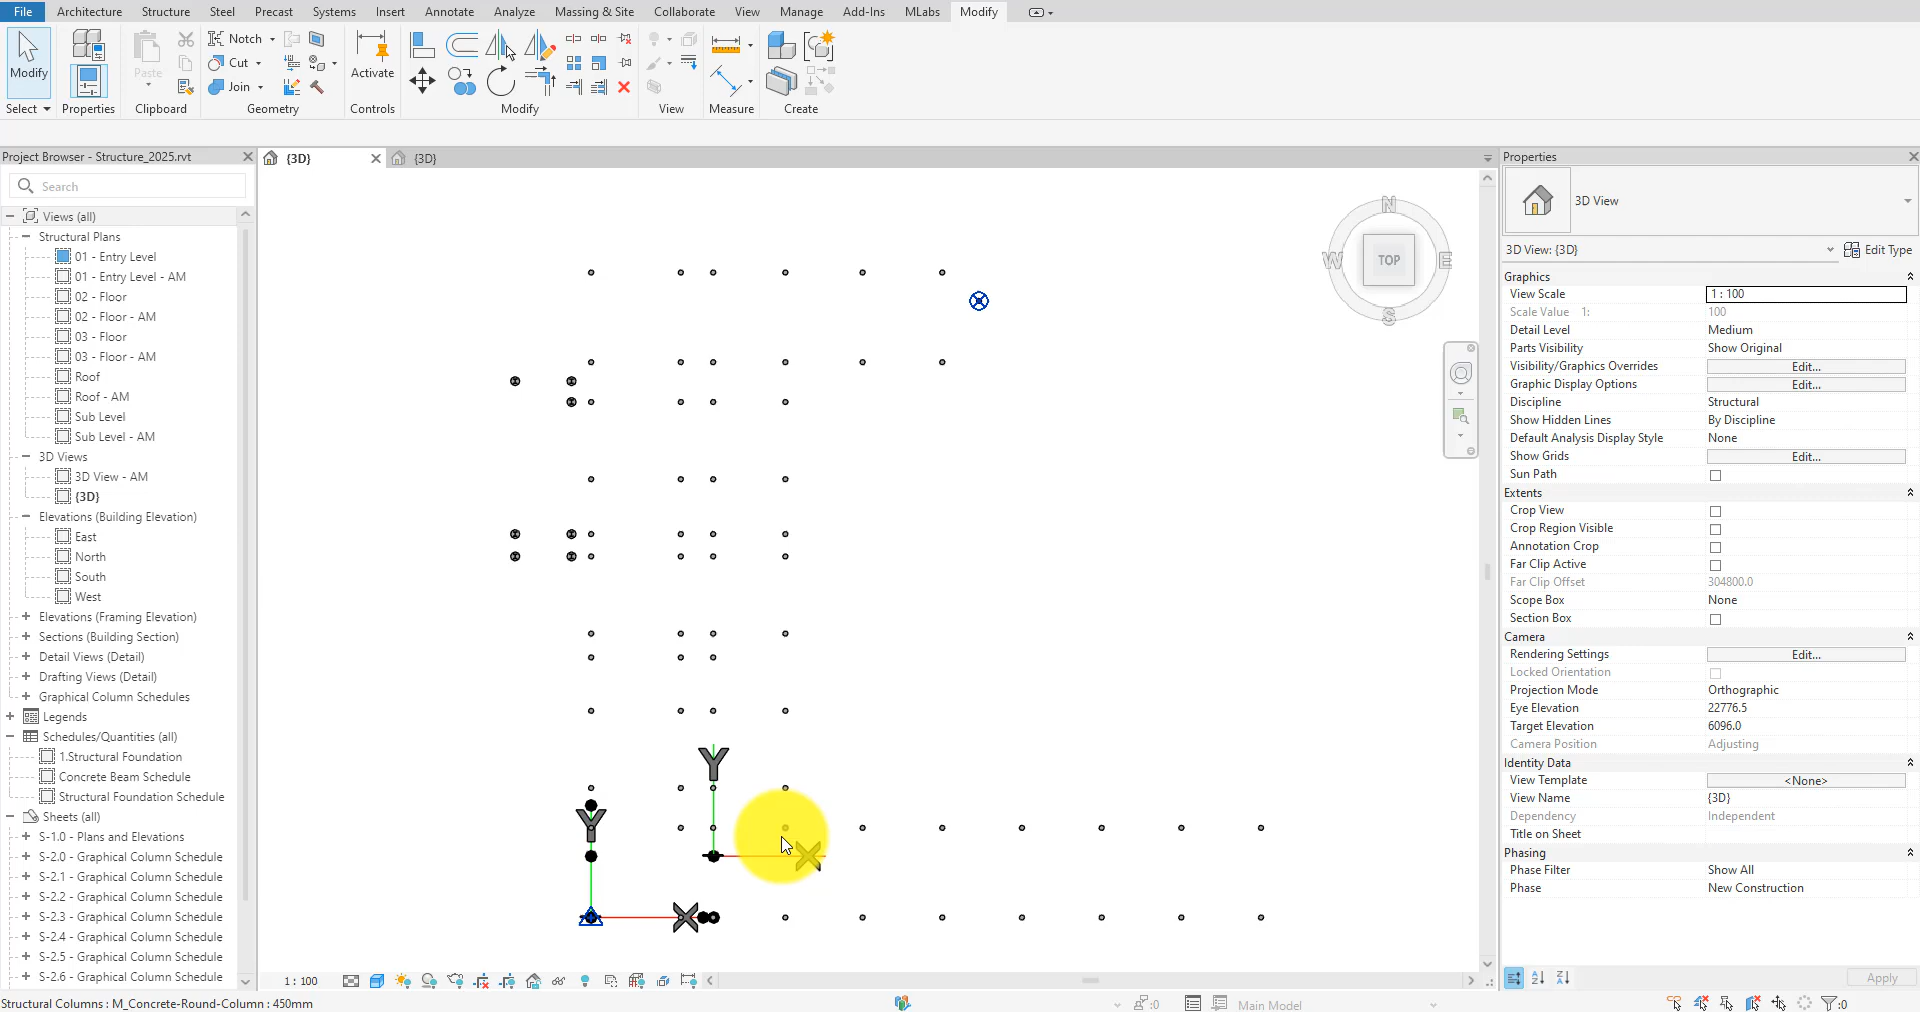 File Architecture Structure Steel Precast Systems Insert Annotate Analyze Massing & Site Collaborate View Manage Add-Ins MLabs Modify
Modify Paste Notch Cut Join Activate
Select Properties Clipboard Geometry Controls Modify View Measure Create
Project Browser - Structure_2025.rvt
Search
Views (all)
Structural Plans
01 - Entry Level
01 - Entry Level - AM
02 - Floor
02 - Floor - AM
03 - Floor
03 - Floor - AM
Roof
Roof - AM
Sub Level
Sub Level - AM
3D Views
3D View - AM
{3D}
Elevations (Building Elevation)
East
North
South
West
Elevations (Framing Elevation)
Sections (Building Section)
Detail Views (Detail)
Drafting Views (Detail)
Graphical Column Schedules
Legends
Schedules/Quantities (all)
1.Structural Foundation
Concrete Beam Schedule
Structural Foundation Schedule
Sheets (all)
S-1.0 - Plans and Elevations
S-2.0 - Graphical Column Schedule
S-2.1 - Graphical Column Schedule
S-2.2 - Graphical Column Schedule
S-2.3 - Graphical Column Schedule
S-2.4 - Graphical Column Schedule
S-2.5 - Graphical Column Schedule
S-2.6 - Graphical Column Schedule
{3D} {3D}
N
W TOP E
S
Y
Y
X
X
1 : 100
Properties
3D View
3D View: {3D} Edit Type
Graphics
View Scale 1 : 100
Scale Value 1: 100
Detail Level Medium
Parts Visibility Show Original
Visibility/Graphics Overrides Edit...
Graphic Display Options Edit...
Discipline Structural
Show Hidden Lines By Discipline
Default Analysis Display Style None
Show Grids Edit...
Sun Path
Extents
Crop View
Crop Region Visible
Annotation Crop
Far Clip Active
Far Clip Offset 304800.0
Scope Box None
Section Box
Camera
Rendering Settings Edit...
Locked Orientation
Projection Mode Orthographic
Eye Elevation 22776.5
Target Elevation 6096.0
Camera Position Adjusting
Identity Data
View Template <None>
View Name {3D}
Dependency Independent
Title on Sheet
Phasing
Phase Filter Show All
Phase New Construction
Apply
Structural Columns : M_Concrete-Round-Column : 450mm :0 Main Model :0